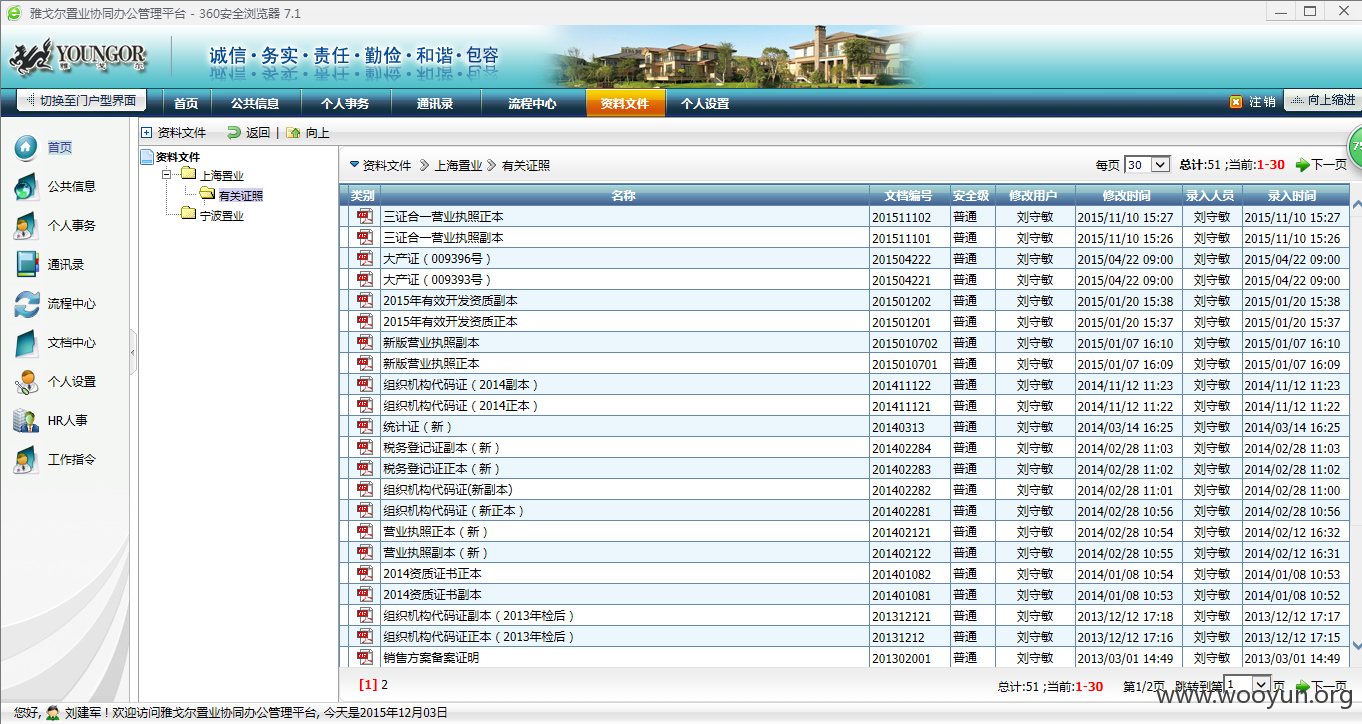 雅戈尔置业协同办公管理平台 - 360安全浏览器 7.1
YOUNGOR 雅戈尔
诚信·务实·责任·勤俭·和谐·包容
切换至门户型界面 首页 公共信息 个人事务 通讯录 流程中心 资料文件 个人设置 注销 向上缩进
首页
公共信息
个人事务
通讯录
流程中心
文档中心
个人设置
HR人事
工作指令
资料文件 返回 | 向上
资料文件
上海置业
有关证照
宁波置业
资料文件 上海置业 有关证照 每页 30 总计:51 ;当前:1-30 下一页
75
类别 名称 文档编号 安全级 修改用户 修改时间 录入人员 录入时间
三证合一营业执照正本 201511102 普通 刘守敏 2015/11/10 15:27 刘守敏 2015/11/10 15:27
三证合一营业执照副本 201511101 普通 刘守敏 2015/11/10 15:26 刘守敏 2015/11/10 15:26
大产证（009396号） 201504222 普通 刘守敏 2015/04/22 09:00 刘守敏 2015/04/22 09:00
大产证（009393号） 201504221 普通 刘守敏 2015/04/22 09:00 刘守敏 2015/04/22 09:00
2015年有效开发资质副本 201501202 普通 刘守敏 2015/01/20 15:38 刘守敏 2015/01/20 15:38
2015年有效开发资质正本 201501201 普通 刘守敏 2015/01/20 15:37 刘守敏 2015/01/20 15:37
新版营业执照副本 2015010702 普通 刘守敏 2015/01/07 16:10 刘守敏 2015/01/07 16:10
新版营业执照正本 2015010701 普通 刘守敏 2015/01/07 16:09 刘守敏 2015/01/07 16:09
组织机构代码证（2014副本） 201411122 普通 刘守敏 2014/11/12 11:23 刘守敏 2014/11/12 11:23
组织机构代码证（2014正本） 201411121 普通 刘守敏 2014/11/12 11:22 刘守敏 2014/11/12 11:22
统计证（新） 20140313 普通 刘守敏 2014/03/14 16:25 刘守敏 2014/03/14 16:25
税务登记证副本（新） 201402284 普通 刘守敏 2014/02/28 11:03 刘守敏 2014/02/28 11:03
税务登记证正本（新） 201402283 普通 刘守敏 2014/02/28 11:02 刘守敏 2014/02/28 11:02
组织机构代码证(新副本) 201402282 普通 刘守敏 2014/02/28 11:01 刘守敏 2014/02/28 11:00
组织机构代码证（新正本） 201402281 普通 刘守敏 2014/02/28 10:56 刘守敏 2014/02/28 10:56
营业执照正本（新） 201402121 普通 刘守敏 2014/02/28 10:54 刘守敏 2014/02/12 16:32
营业执照副本（新） 201402122 普通 刘守敏 2014/02/28 10:55 刘守敏 2014/02/12 16:31
2014资质证书正本 201401082 普通 刘守敏 2014/01/08 10:54 刘守敏 2014/01/08 10:53
2014资质证书副本 201401081 普通 刘守敏 2014/01/08 10:53 刘守敏 2014/01/08 10:52
组织机构代码证副本（2013年检后） 201312121 普通 刘守敏 2013/12/12 17:18 刘守敏 2013/12/12 17:17
组织机构代码证正本（2013年检后） 20131212 普通 刘守敏 2013/12/12 17:16 刘守敏 2013/12/12 17:15
销售方案备案证明 201302001 普通 刘守敏 2013/03/01 14:49 刘守敏 2013/03/01 14:49
[1] 2 总计:51 ;当前:1-30 第1/2页 跳转到第 1 页 下一页
www.wooyun.org
您好, 刘建军！欢迎访问雅戈尔置业协同办公管理平台, 今天是2015年12月03日